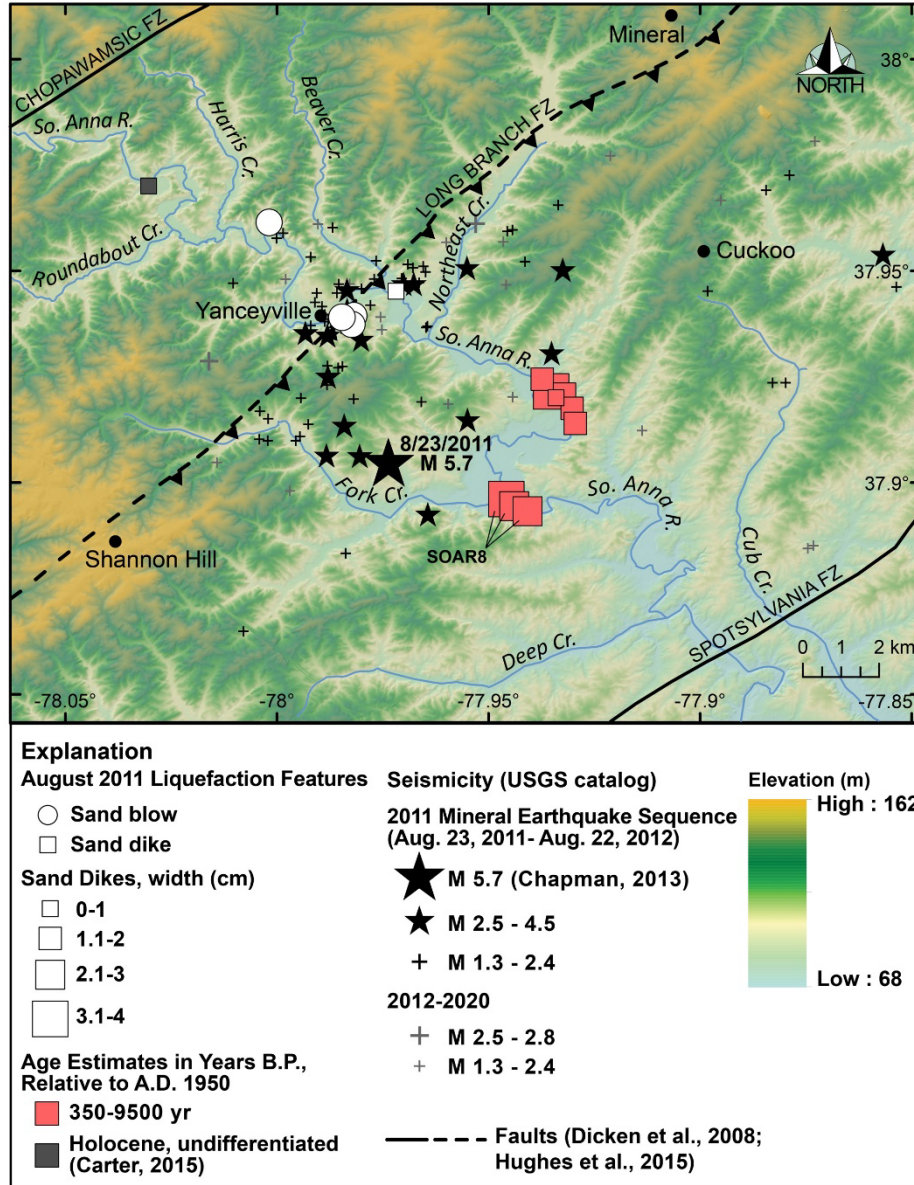 Mineral
38°
NORTH
CHOPAWAMSIC FZ
So. Anna R.
Harris Cr.
Beaver Cr.
LONG BRANCH FZ
Northeast Cr.
Roundabout Cr.
Cuckoo
37.95°
Yanceyville
So. Anna R.
8/23/2011
M 5.7
37.9°
Fork Cr.
So. Anna R.
SOAR8
Shannon Hill
Cub Cr.
SPOTSYLVANIA FZ
Deep Cr.
0 1 2 km
-78.05° -78° -77.95° -77.9° -77.85°
Explanation
August 2011 Liquefaction Features
Sand blow
Sand dike
Sand Dikes, width (cm)
0-1
1.1-2
2.1-3
3.1-4
Age Estimates in Years B.P.,
Relative to A.D. 1950
350-9500 yr
Holocene, undifferentiated
(Carter, 2015)
Seismicity (USGS catalog)
2011 Mineral Earthquake Sequence
(Aug. 23, 2011- Aug. 22, 2012)
M 5.7 (Chapman, 2013)
M 2.5 - 4.5
M 1.3 - 2.4
2012-2020
M 2.5 - 2.8
M 1.3 - 2.4
Faults (Dicken et al., 2008;
Hughes et al., 2015)
Elevation (m)
High : 162
Low : 68